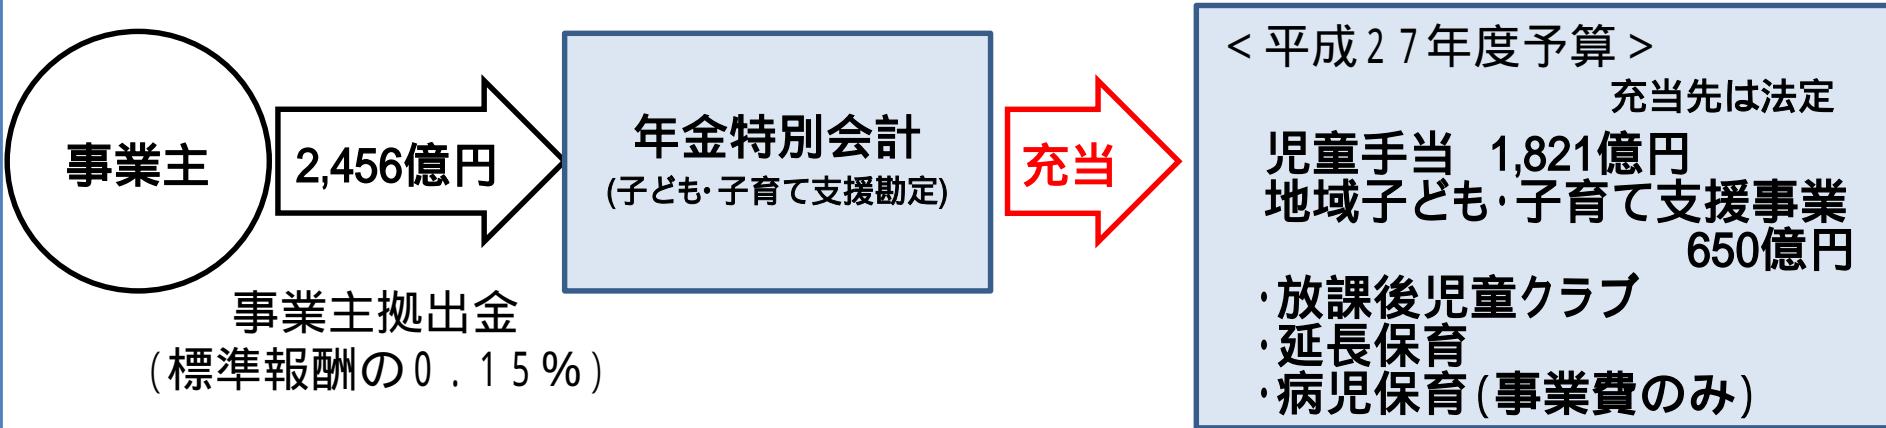 事業主
2,456億円
事業主拠出金
(標準報酬の0.15%)
年金特別会計
(子ども・子育て支援勘定)
充当
<平成27年度予算>
充当先は法定
児童手当 1,821億円
地域子ども・子育て支援事業
650億円
・放課後児童クラブ
・延長保育
・病児保育(事業費のみ)